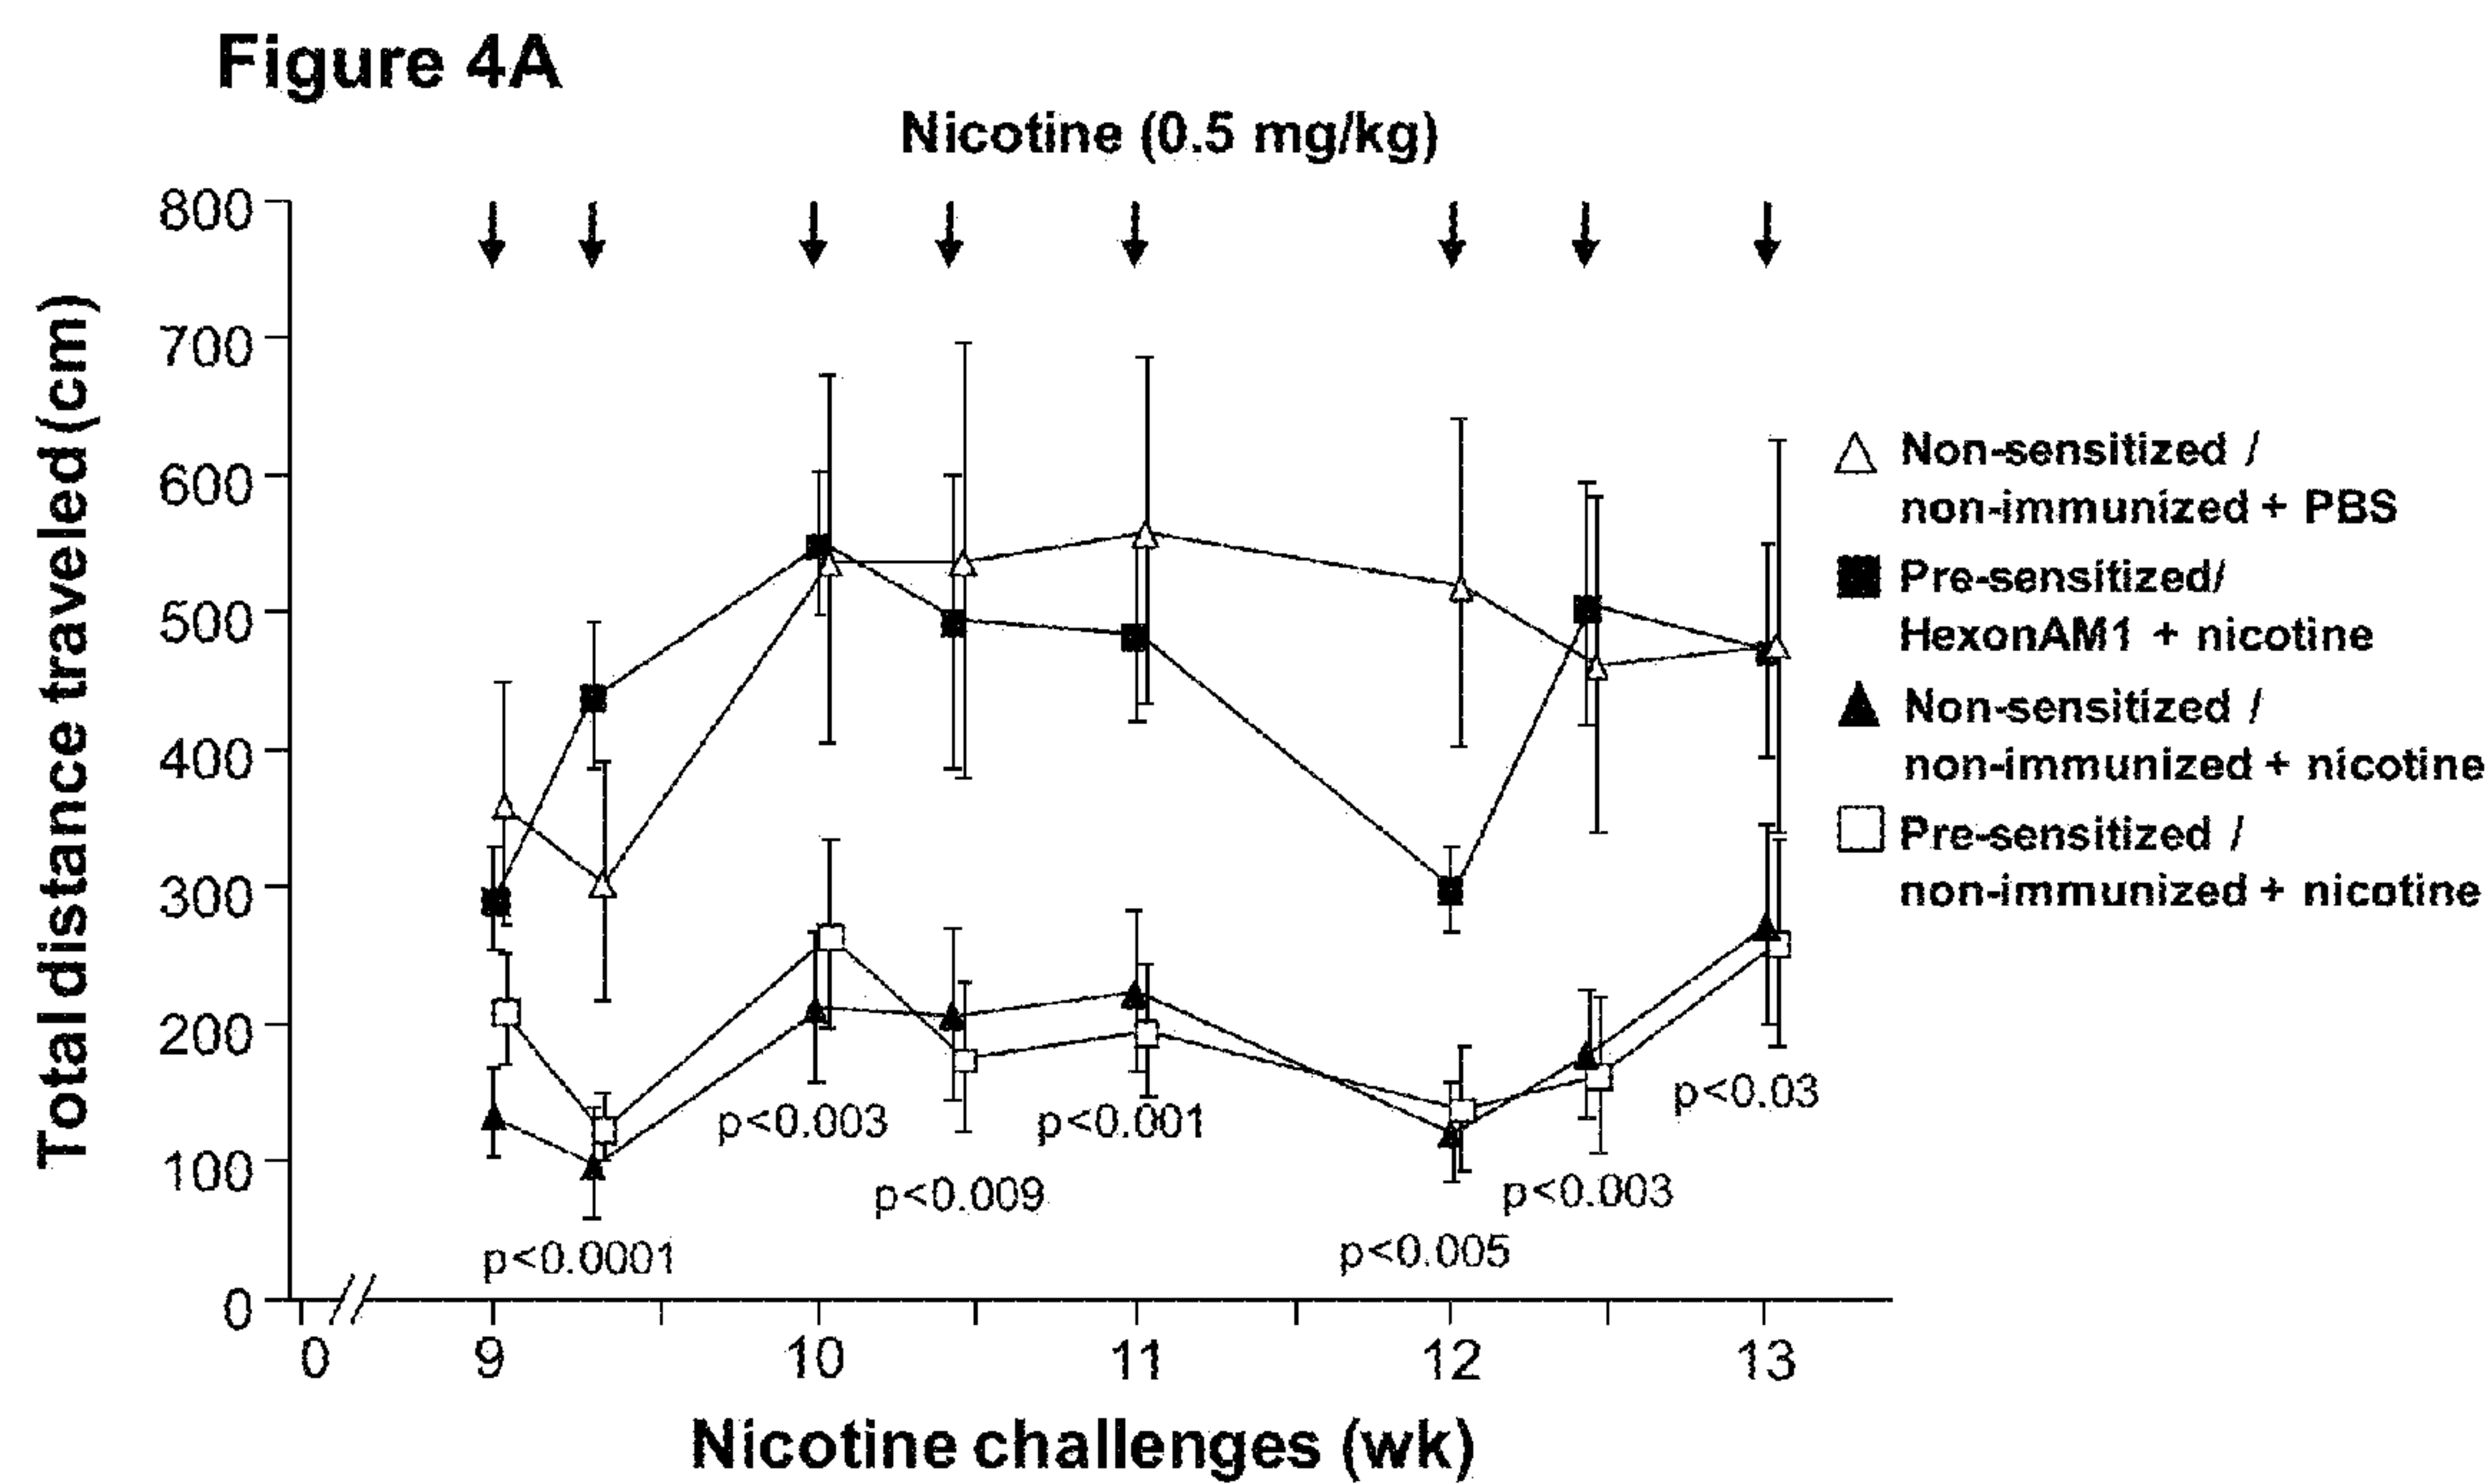 Figure 4A
Nicotine (0.5 mg/kg)
Total distance traveled (cm)
800
700
600
500
400
300
200
100
0
p<0.0001
p<0.003
p<0.009
p<0.001
p<0.005
p<0.003
p<0.03
0
9
10
11
12
13
Nicotine challenges (wk)
Non-sensitized /
non-immunized + PBS
Pre-sensitized/
HexonAM1 + nicotine
Non-sensitized /
non-immunized + nicotine
Pre-sensitized /
non-immunized + nicotine